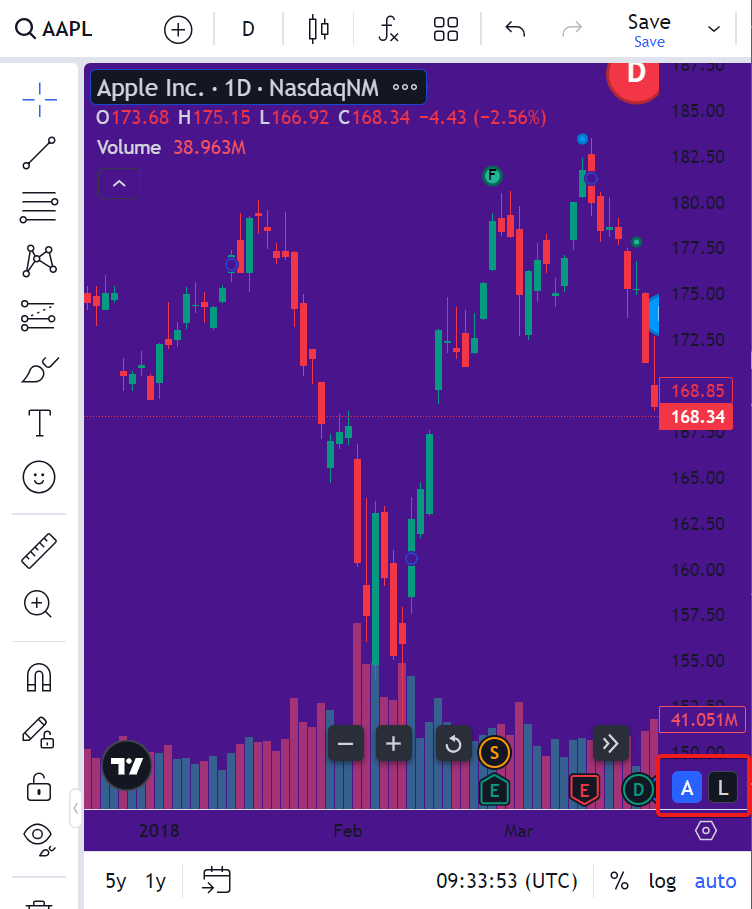 AAPL
D
Save
Save
Apple Inc. · 1D · NasdaqNM
O173.68 H175.15 L166.92 C168.34 −4.43 (−2.56%)
Volume 38.963M
D
187.50
185.00
182.50
F
180.00
177.50
175.00
172.50
168.85
168.34
167.50
165.00
162.50
160.00
157.50
155.00
152.50
41.051M
150.00
S
E
E
D
A
L
2018
Feb
Mar
5y
1y
09:33:53 (UTC)
%
log
auto